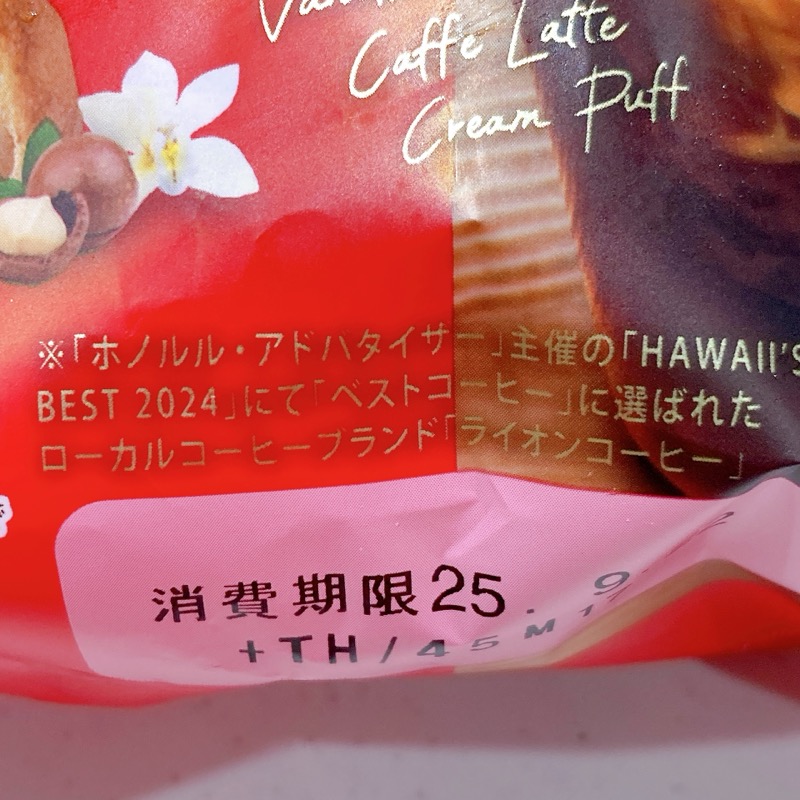 Caffe Latte
Cream Puff
※「ホノルル・アドバタイザー」主催の「HAWAII'S
BEST 2024」にて「ベストコーヒー」に選ばれた
ローカルコーヒーブランド「ライオンコーヒー」
消費期限25. 9.
+TH/45M